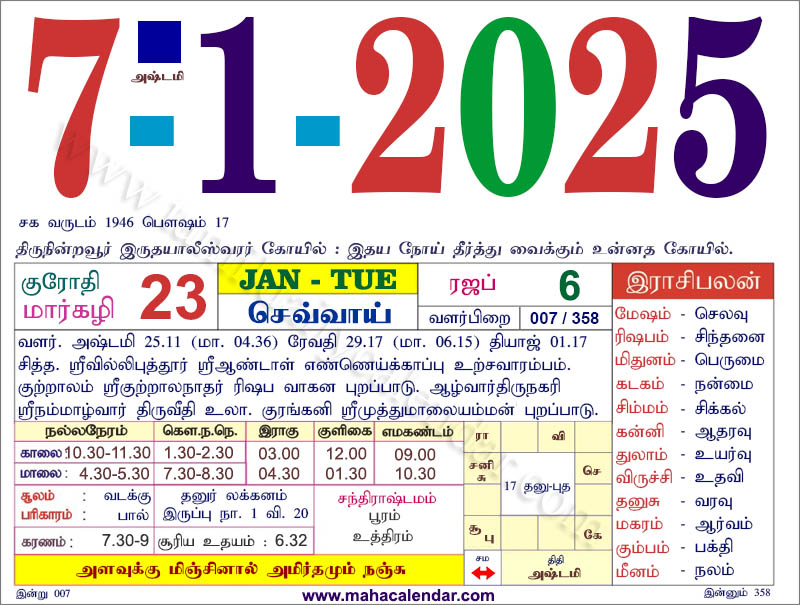 7-1-2025
அஷ்டமி
சக வருடம் 1946 பௌஷம் 17
திருநின்றவூர் இருதயாலீஸ்வரர் கோயில் : இதய நோய் தீர்த்து வைக்கும் உன்னத கோயில்.
குரோதி
மார்கழி 23
JAN - TUE
செவ்வாய்
ரஜப் 6
வளர்பிறை 007 / 358
வளர். அஷ்டமி 25.11 (மா. 04.36) ரேவதி 29.17 (மா. 06.15) தியாஜ் 01.17
சித்த. ஸ்ரீவில்லிபுத்தூர் ஸ்ரீஆண்டாள் எண்ணெய்க்காப்பு உற்சவாரம்பம்.
குற்றாலம் ஸ்ரீகுற்றாலநாதர் ரிஷப வாகன புறப்பாடு. ஆழ்வார்திருநகரி
ஸ்ரீநம்மாழ்வார் திருவீதி உலா. குரங்கனி ஸ்ரீமுத்துமாலையம்மன் புறப்பாடு.
நல்லநேரம் கௌ.ந.நெ. இராகு குளிகை எமகண்டம்
காலை: 10.30-11.30 1.30-2.30 03.00 12.00 09.00
மாலை: 4.30-5.30 7.30-8.30 04.30 01.30 10.30
சூலம் : வடக்கு
பரிகாரம் : பால்
தனுர் லக்கனம்
இருப்பு நா. 1 வி. 20
சந்திராஷ்டமம்
பூரம்
உத்திரம்
கரணம் : 7.30-9 சூரிய உதயம் : 6.32
அளவுக்கு மிஞ்சினால் அமிர்தமும் நஞ்சு
ரா வி
சனி
சு
செ
17 தனு-புத
சூ
பு
கே
சம
திதி
அஷ்டமி
இராசிபலன்
மேஷம் - செலவு
ரிஷபம் - சிந்தனை
மிதுனம் - பெருமை
கடகம் - நன்மை
சிம்மம் - சிக்கல்
கன்னி - ஆதரவு
துலாம் - உயர்வு
விருச்சி - உதவி
தனுசு - வரவு
மகரம் - ஆர்வம்
கும்பம் - பக்தி
மீனம் - நலம்
இன்று 007
www.mahacalendar.com
இன்னும் 358